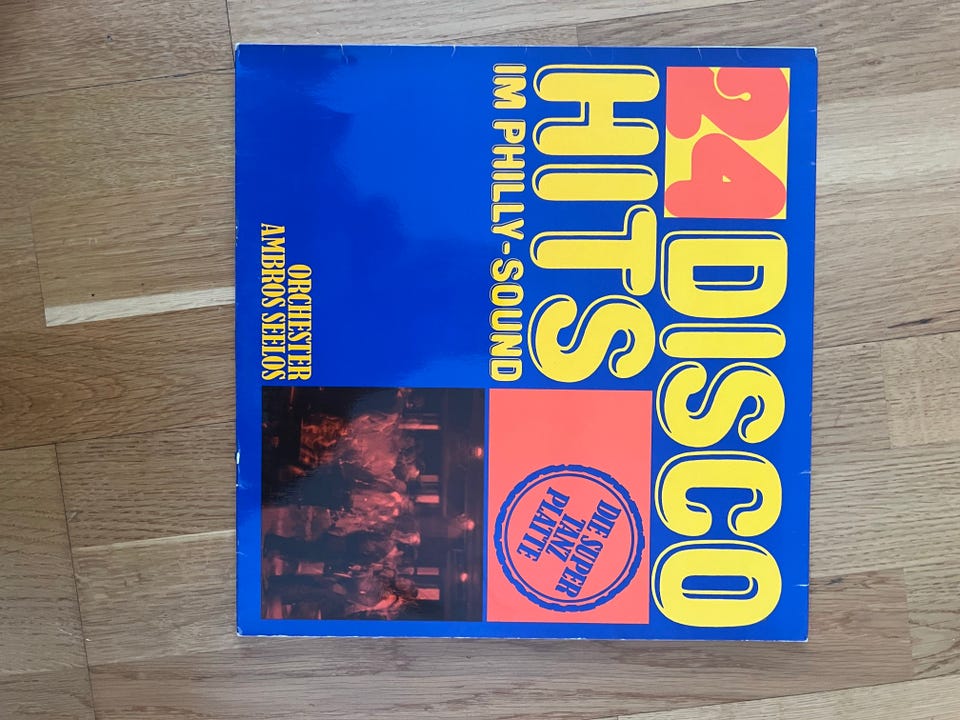 24 DISCO
HITS
IM PHILLY-SOUND
DIE SUPER
TANZ
PLATTE
ORCHESTER
AMBROS SEELOS